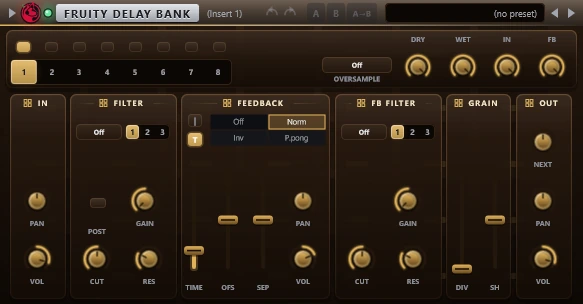 FRUITY DELAY BANK (Insert 1) A B A→B (no preset)
DRY WET IN FB
1 2 3 4 5 6 7 8 Off
OVERSAMPLE
IN FILTER FEEDBACK FB FILTER GRAIN OUT
Off Norm
Off 1 2 3 Off 1 2 3
T Inv P.pong
NEXT
PAN GAIN PAN GAIN PAN
POST
VOL CUT RES TIME OFS SEP VOL CUT RES DIV SH VOL